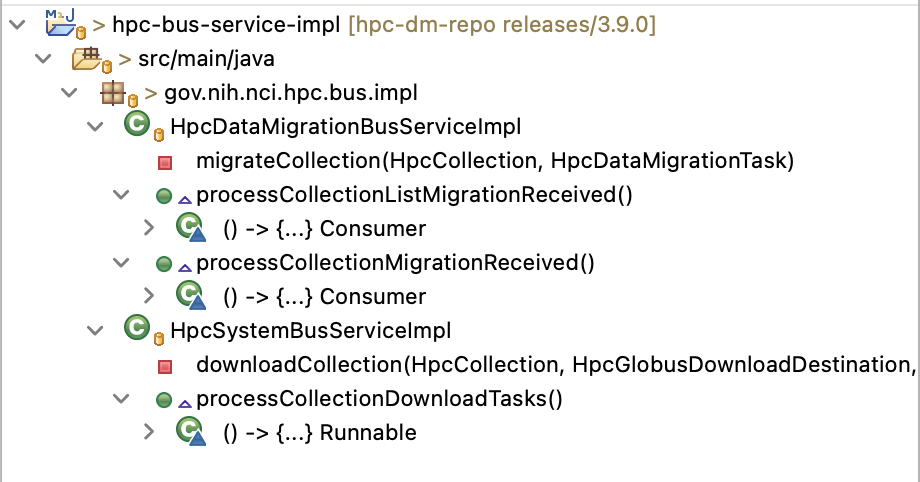 > hpc-bus-service-impl [hpc-dm-repo releases/3.9.0]
> src/main/java
> gov.nih.nci.hpc.bus.impl
HpcDataMigrationBusServiceImpl
migrateCollection(HpcCollection, HpcDataMigrationTask)
processCollectionListMigrationReceived()
() -> {...} Consumer
processCollectionMigrationReceived()
() -> {...} Consumer
HpcSystemBusServiceImpl
downloadCollection(HpcCollection, HpcGlobusDownloadDestination,
processCollectionDownloadTasks()
() -> {...} Runnable